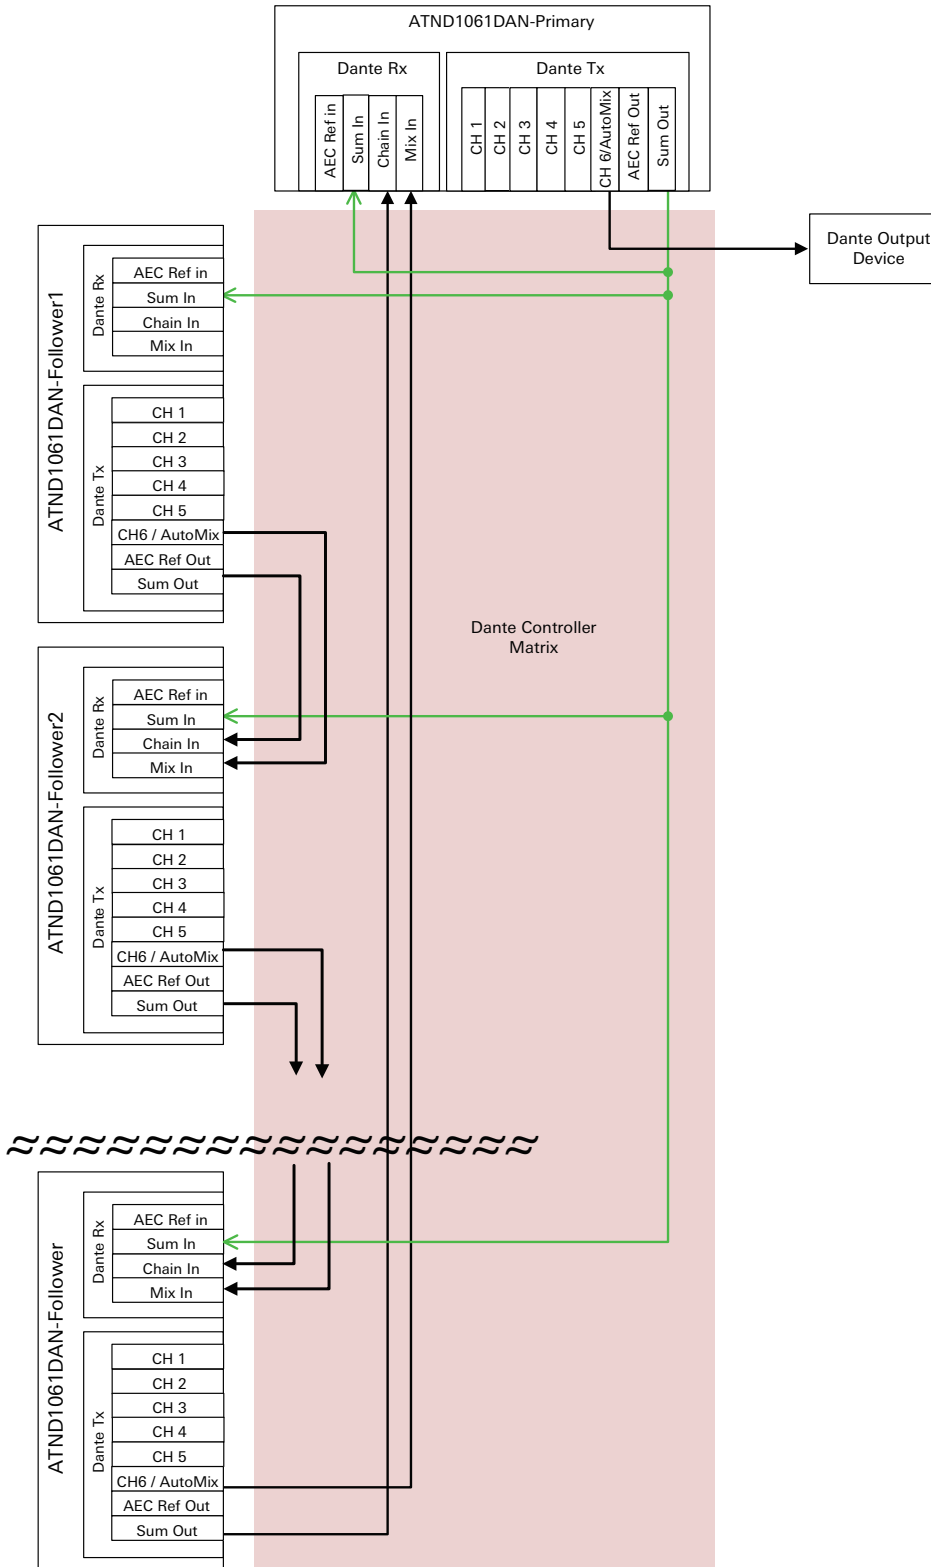 ATND1061DAN-Primary
Dante Rx
Dante Tx
AEC Ref in
Sum In
Chain In
Mix In
CH 1
CH 2
CH 3
CH 4
CH 5
CH 6/AutoMix
AEC Ref Out
Sum Out
Dante Output
Device
ATND1061DAN-Follower1
Dante Rx
AEC Ref in
Sum In
Chain In
Mix In
Dante Tx
CH 1
CH 2
CH 3
CH 4
CH 5
CH6 / AutoMix
AEC Ref Out
Sum Out
Dante Controller
Matrix
ATND1061DAN-Follower2
Dante Rx
AEC Ref in
Sum In
Chain In
Mix In
Dante Tx
CH 1
CH 2
CH 3
CH 4
CH 5
CH6 / AutoMix
AEC Ref Out
Sum Out
ATND1061DAN-Follower
Dante Rx
AEC Ref in
Sum In
Chain In
Mix In
Dante Tx
CH 1
CH 2
CH 3
CH 4
CH 5
CH6 / AutoMix
AEC Ref Out
Sum Out